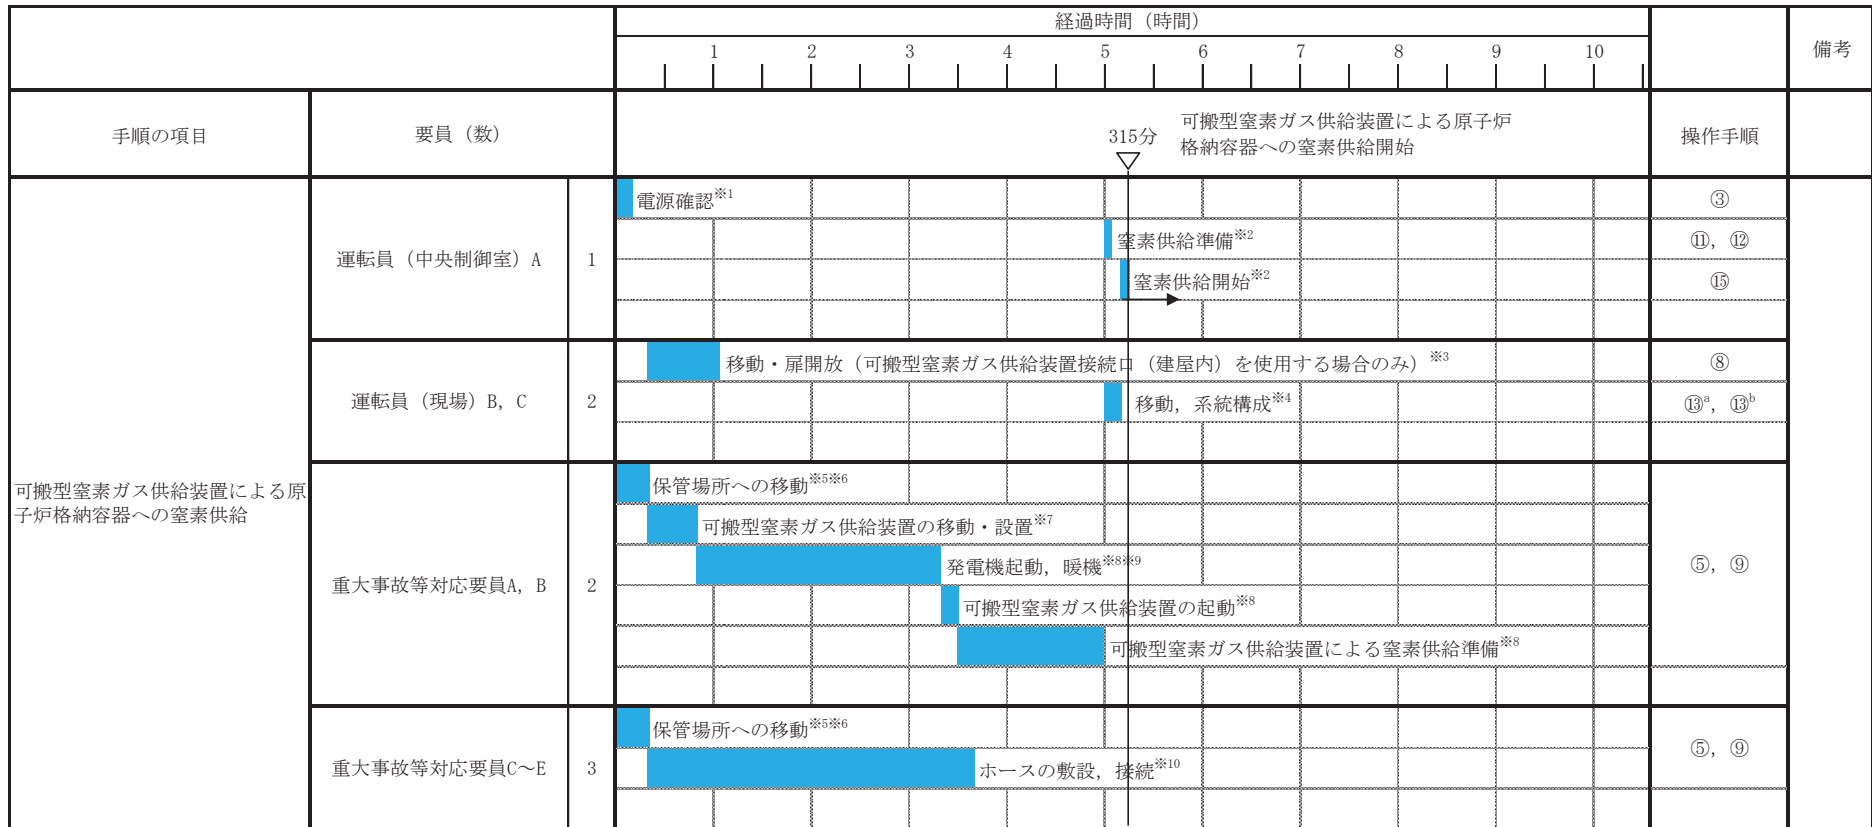 経過時間（時間）
1 2 3 4 5 6 7 8 9 10
備考
手順の項目
要員（数）
315分
可搬型窒素ガス供給装置による原子炉
格納容器への窒素供給開始
操作手順
可搬型窒素ガス供給装置による原
子炉格納容器への窒素供給
運転員（中央制御室）A
1
電源確認※1
③
窒素供給準備※2
⑪，⑫
窒素供給開始※2
⑮
運転員（現場）B，C
2
移動・扉開放（可搬型窒素ガス供給装置接続口（建屋内）を使用する場合のみ）※3
⑧
移動，系統構成※4
⑬a，⑬b
重大事故等対応要員A，B
2
保管場所への移動※5※6
可搬型窒素ガス供給装置の移動・設置※7
発電機起動，暖機※8※9
可搬型窒素ガス供給装置の起動※8
可搬型窒素ガス供給装置による窒素供給準備※8
⑤，⑨
重大事故等対応要員C～E
3
保管場所への移動※5※6
ホースの敷設，接続※10
⑤，⑨